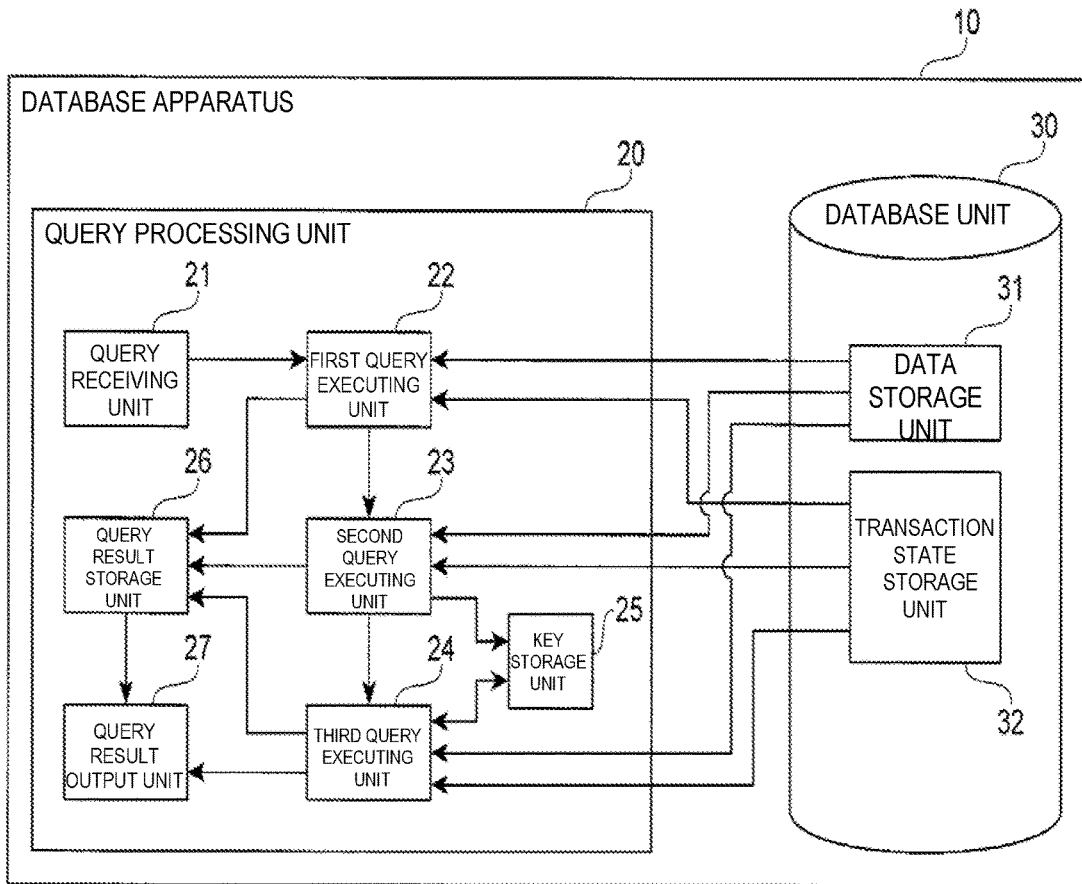 10
DATABASE APPARATUS
20
30
QUERY PROCESSING UNIT
DATABASE UNIT
21
22
31
QUERY
RECEIVING
UNIT
FIRST QUERY
EXECUTING
UNIT
DATA
STORAGE
UNIT
26
23
QUERY
RESULT
STORAGE
UNIT
SECOND
QUERY
EXECUTING
UNIT
TRANSACTION
STATE
STORAGE
UNIT
25
KEY
STORAGE
UNIT
27
24
32
QUERY
RESULT
OUTPUT UNIT
THIRD QUERY
EXECUTING
UNIT